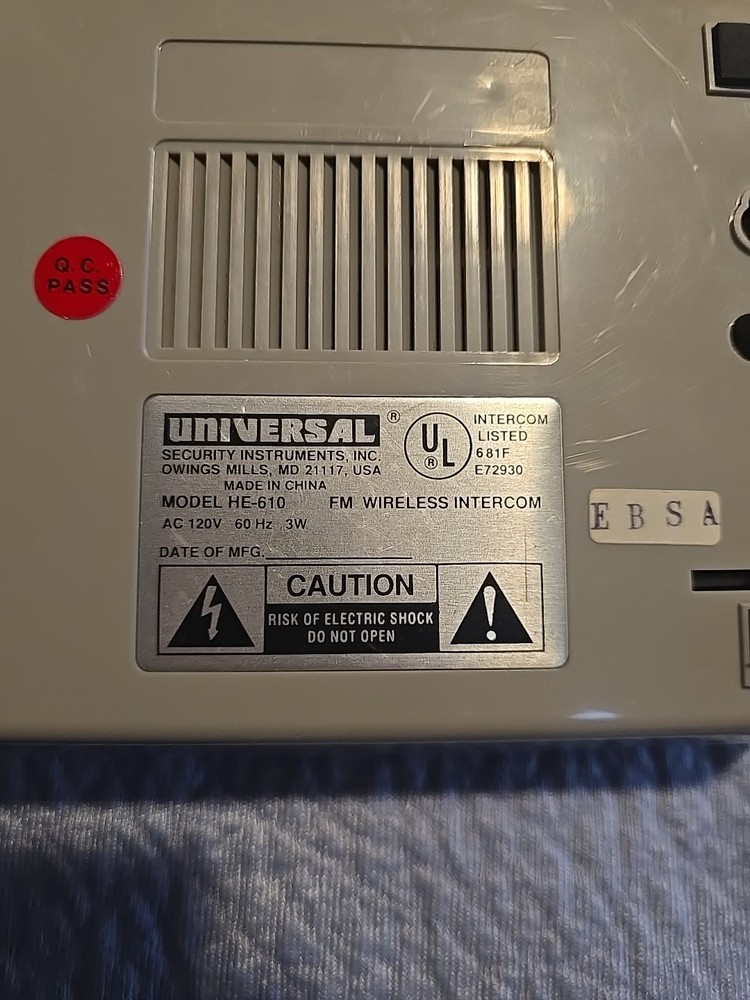 Q.C.
PASS
UNIVERSAL ®
SECURITY INSTRUMENTS, INC.
OWINGS MILLS, MD 21117, USA
MADE IN CHINA
UL ®
INTERCOM
LISTED
681F
E72930
MODEL HE-610 FM WIRELESS INTERCOM
AC 120V 60 Hz 3W
DATE OF MFG.
CAUTION
RISK OF ELECTRIC SHOCK
DO NOT OPEN
E B S A